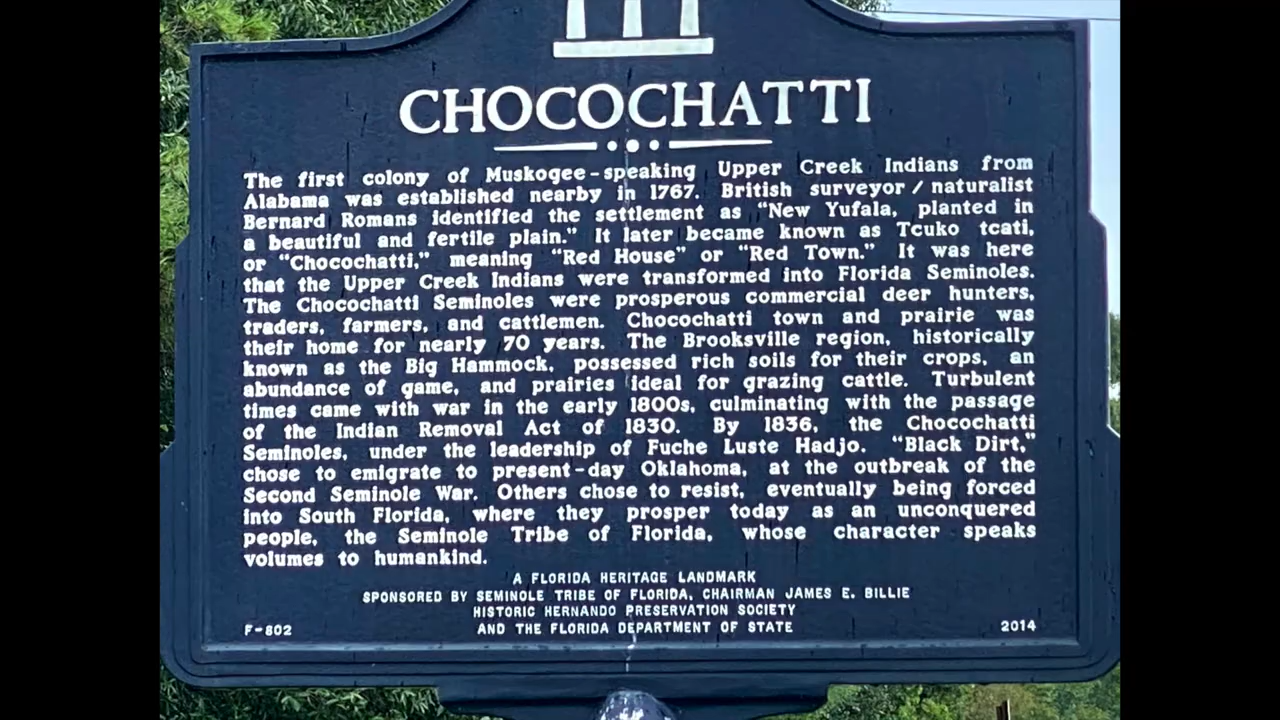 CHOCOCHATTI
The first colony of Muskogee-speaking Upper Creek Indians from
Alabama was established nearby in 1767. British surveyor / naturalist
Bernard Romans identified the settlement as “New Yufala, planted in
a beautiful and fertile plain.” It later became known as Tcuko tcati,
or “Chocochatti,” meaning “Red House” or “Red Town.” It was here
that the Upper Creek Indians were transformed into Florida Seminoles.
The Chocochatti Seminoles were prosperous commercial deer hunters,
traders, farmers, and cattlemen. Chocochatti town and prairie was
their home for nearly 70 years. The Brooksville region, historically
known as the Big Hammock, possessed rich soils for their crops, an
abundance of game, and prairies ideal for grazing cattle. Turbulent
times came with war in the early 1800s, culminating with the passage
of the Indian Removal Act of 1830. By 1836, the Chocochatti
Seminoles, under the leadership of Fuche Luste Hadjo. “Black Dirt,”
chose to emigrate to present-day Oklahoma, at the outbreak of the
Second Seminole War. Others chose to resist, eventually being forced
into South Florida, where they prosper today as an unconquered
people, the Seminole Tribe of Florida, whose character speaks
volumes to humankind.
A FLORIDA HERITAGE LANDMARK
SPONSORED BY SEMINOLE TRIBE OF FLORIDA, CHAIRMAN JAMES E. BILLIE
HISTORIC HERNANDO PRESERVATION SOCIETY
F-802 AND THE FLORIDA DEPARTMENT OF STATE 2014